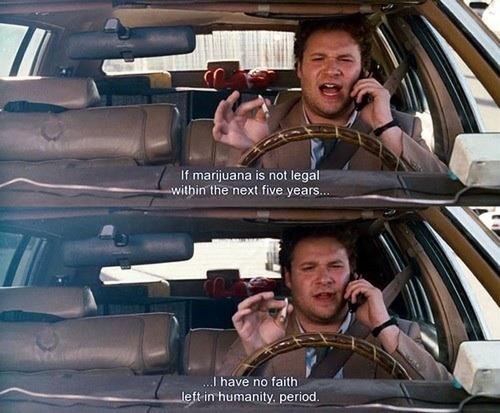 If marijuana is not legal
within the next five years...
...I have no faith
left in humanity, period.